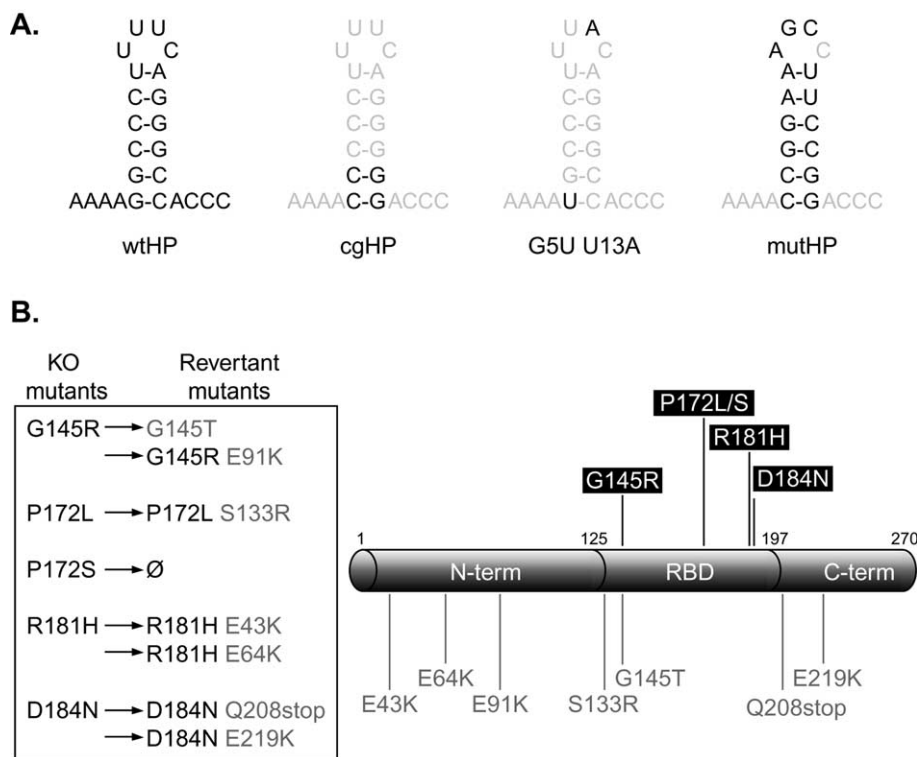 A.
U U U U U A G C
U C U C U C A C
U-A U-A U-A A-U
C-G C-G C-G A-U
C-G C-G C-G G-C
C-G C-G C-G G-C
G-C C-G G-C C-G
AAAAG-CACCC AAAAC-GACCC AAAAU-CACCC AAAAC-GACCC
wtHP cgHP G5U U13A mutHP
B.
KO Revertant
mutants mutants
G145R → G145T
→ G145R E91K
P172L → P172L S133R
P172S → Ø
R181H → R181H E43K
→ R181H E64K
D184N → D184N Q208stop
→ D184N E219K
P172L/S
R181H
G145R D184N
1 125 197 270
N-term RBD C-term
E64K G145T E219K
E43K E91K S133R Q208stop